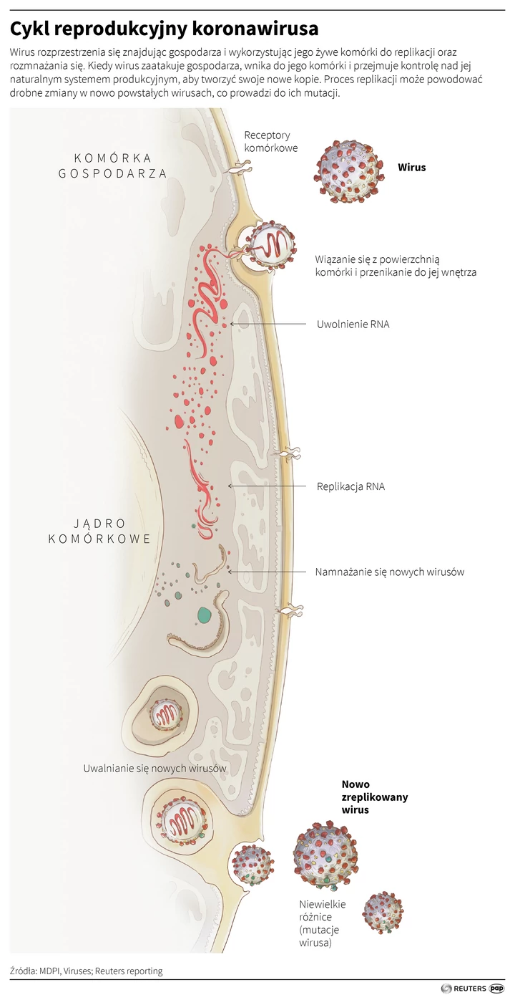 Cykl reprodukcyjny koronawirusa
Wirus rozprzestrzenia się znajdując gospodarza i wykorzystując jego żywe komórki do replikacji oraz
rozmnażania się. Kiedy wirus zaatakuje gospodarza, wnika do jego komórki i przejmuje kontrolę nad jej
naturalnym systemem produkcyjnym, aby tworzyć swoje nowe kopie. Proces replikacji może powodować
drobne zmiany w nowo powstałych wirusach, co prowadzi do ich mutacji.
Receptory
komórkowe
KOMÓRKA
GOSPODARZA
Wirus
Wiązanie się z powierzchnią
komórki i przenikanie do jej wnętrza
Uwolnienie RNA
Replikacja RNA
JĄDRO
KOMÓRKOWE
Namnażanie się nowych wirusów
Uwalnianie się nowych wirusów
Nowo
zreplikowany
wirus
Niewielkie
różnice
(mutacje
wirusa)
Źródła: MDPI, Viruses; Reuters reporting
REUTERS pap